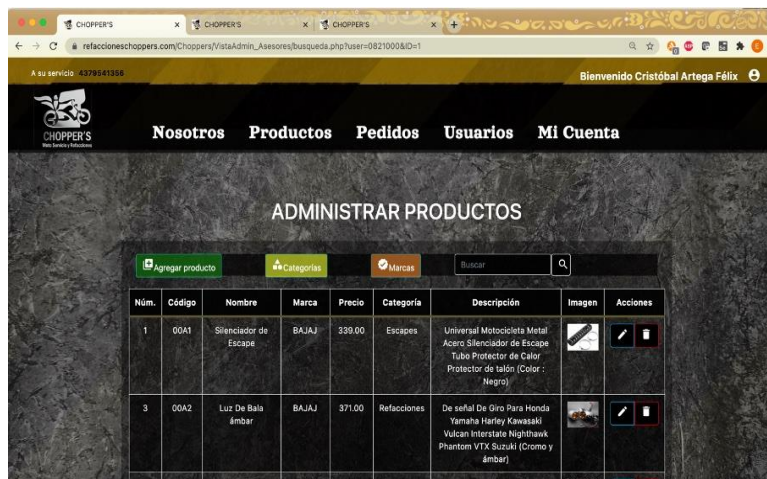 CHOPPER'S
CHOPPER'S
CHOPPER'S
refaccioneschoppers.com/Choppers/VistaAdmin_Asesores/busqueda.php?user=0821000&ID=1
A su servicio 4379541356
Bienvenido Cristóbal Artega Félix
CHOPPER'S
Moto Servicio y Refacciones
Nosotros Productos Pedidos Usuarios Mi Cuenta
ADMINISTRAR PRODUCTOS
Agregar producto Categorías Marcas Buscar
Núm. Código Nombre Marca Precio Categoría Descripción Imagen Acciones
1 00A1 Silenciador de BAJAJ 339.00 Escapes Universal Motocicleta Metal
Escape Acero Silenciador de Escape
Tubo Protector de Calor
Protector de talón (Color :
Negro)
3 00A2 Luz De Bala BAJAJ 371.00 Refacciones De señal De Giro Para Honda
ámbar Yamaha Harley Kawasaki
Vulcan Interstate Nighthawk
Phantom VTX Suzuki (Cromo y
ámbar)